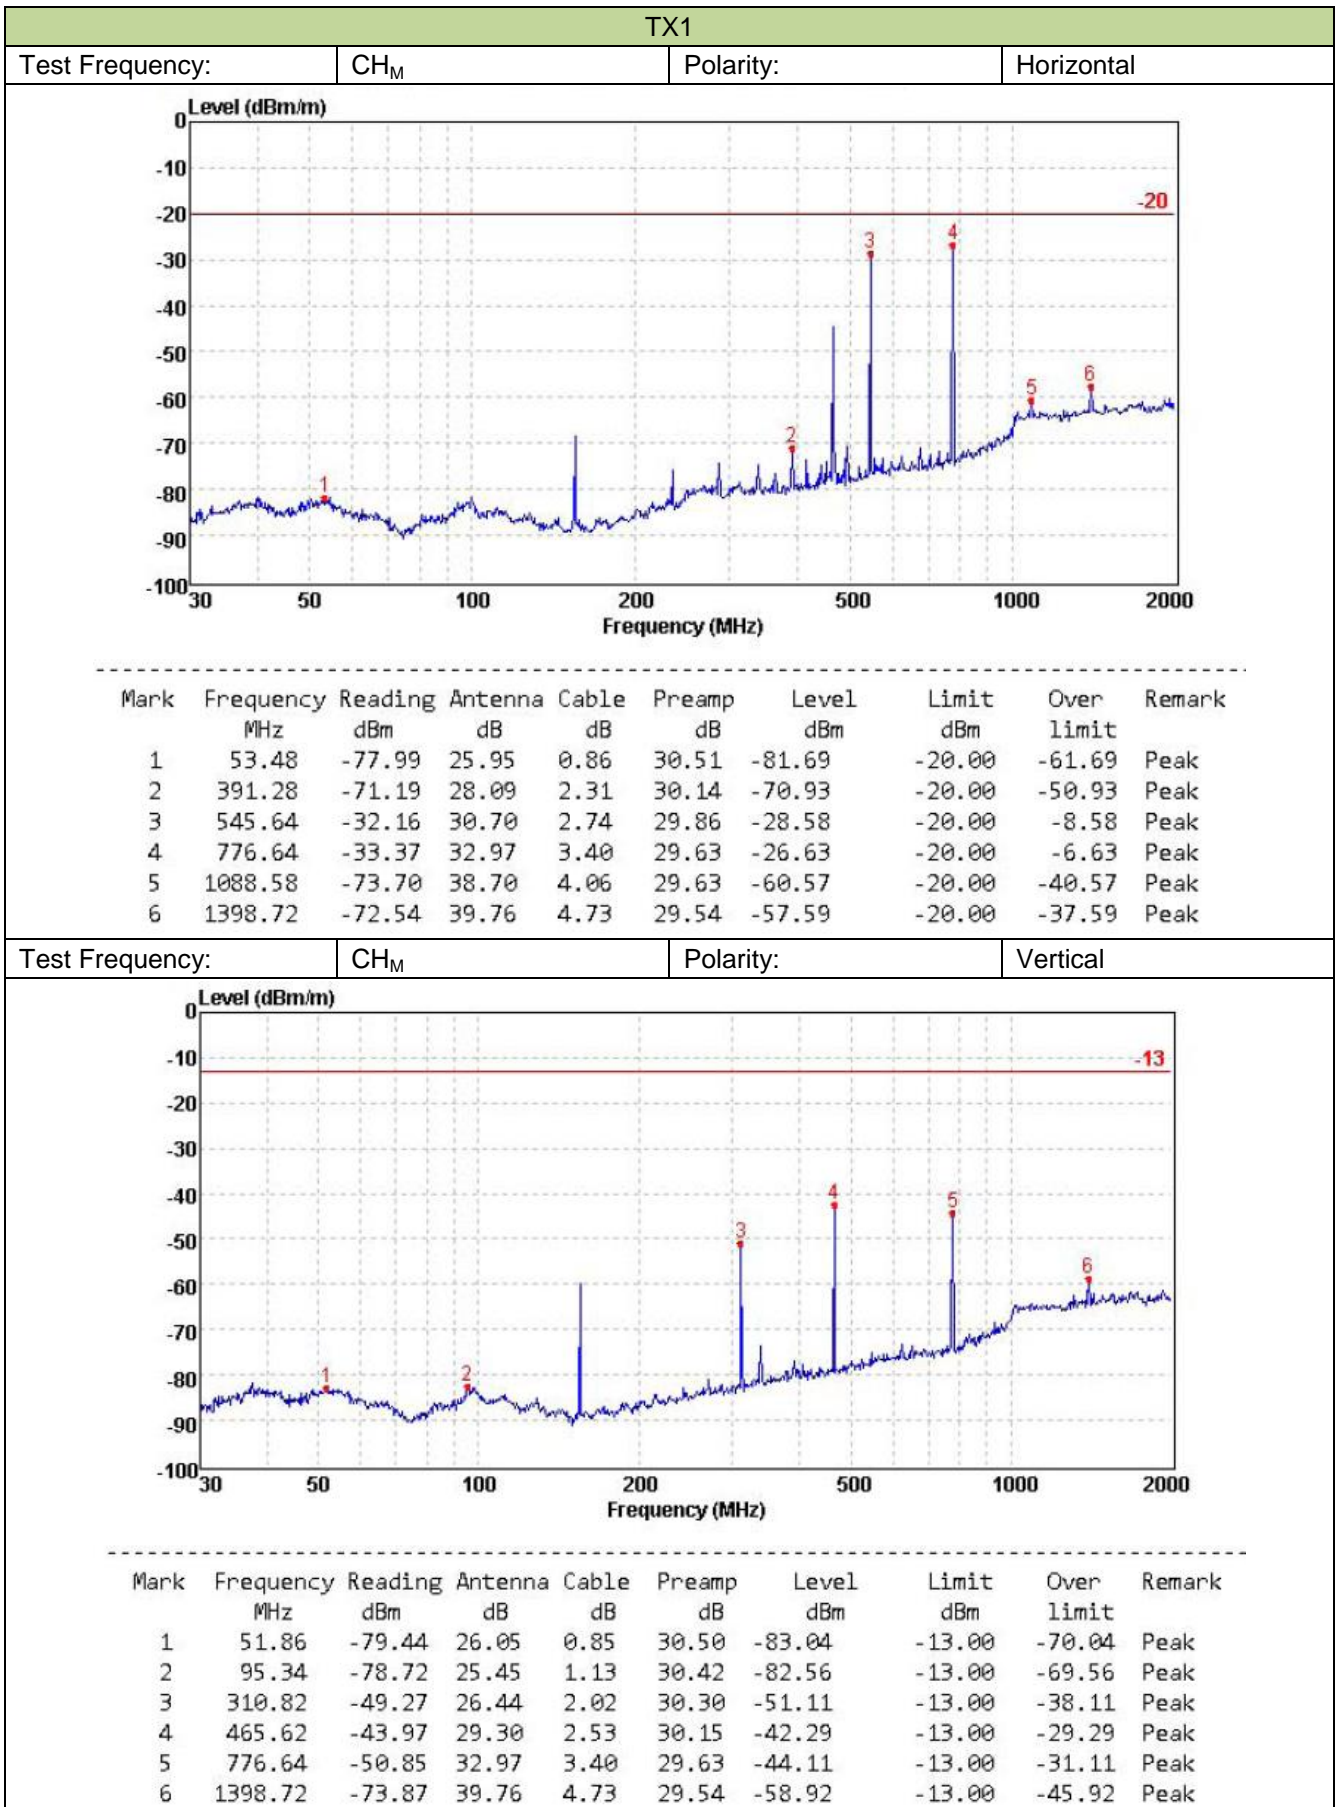 TX1
Test Frequency: CHM Polarity: Horizontal
Level (dBm/m)
0
-10
-20
-20
-30
3
4
-40
-50
-60
5
6
-70
2
-80
1
-90
-100
30 50 100 200 500 1000 2000
Frequency (MHz)
Mark Frequency Reading Antenna Cable Preamp Level Limit Over Remark
MHz dBm dB dB dB dBm dBm limit
1 53.48 -77.99 25.95 0.86 30.51 -81.69 -20.00 -61.69 Peak
2 391.28 -71.19 28.09 2.31 30.14 -70.93 -20.00 -50.93 Peak
3 545.64 -32.16 30.70 2.74 29.86 -28.58 -20.00 -8.58 Peak
4 776.64 -33.37 32.97 3.40 29.63 -26.63 -20.00 -6.63 Peak
5 1088.58 -73.70 38.70 4.06 29.63 -60.57 -20.00 -40.57 Peak
6 1398.72 -72.54 39.76 4.73 29.54 -57.59 -20.00 -37.59 Peak
Test Frequency: CHM Polarity: Vertical
Level (dBm/m)
0
-10
-13
-20
-30
-40
4
5
-50
3
-60
6
-70
-80
1
2
-90
-100
30 50 100 200 500 1000 2000
Frequency (MHz)
Mark Frequency Reading Antenna Cable Preamp Level Limit Over Remark
MHz dBm dB dB dB dBm dBm limit
1 51.86 -79.44 26.05 0.85 30.50 -83.04 -13.00 -70.04 Peak
2 95.34 -78.72 25.45 1.13 30.42 -82.56 -13.00 -69.56 Peak
3 310.82 -49.27 26.44 2.02 30.30 -51.11 -13.00 -38.11 Peak
4 465.62 -43.97 29.30 2.53 30.15 -42.29 -13.00 -29.29 Peak
5 776.64 -50.85 32.97 3.40 29.63 -44.11 -13.00 -31.11 Peak
6 1398.72 -73.87 39.76 4.73 29.54 -58.92 -13.00 -45.92 Peak